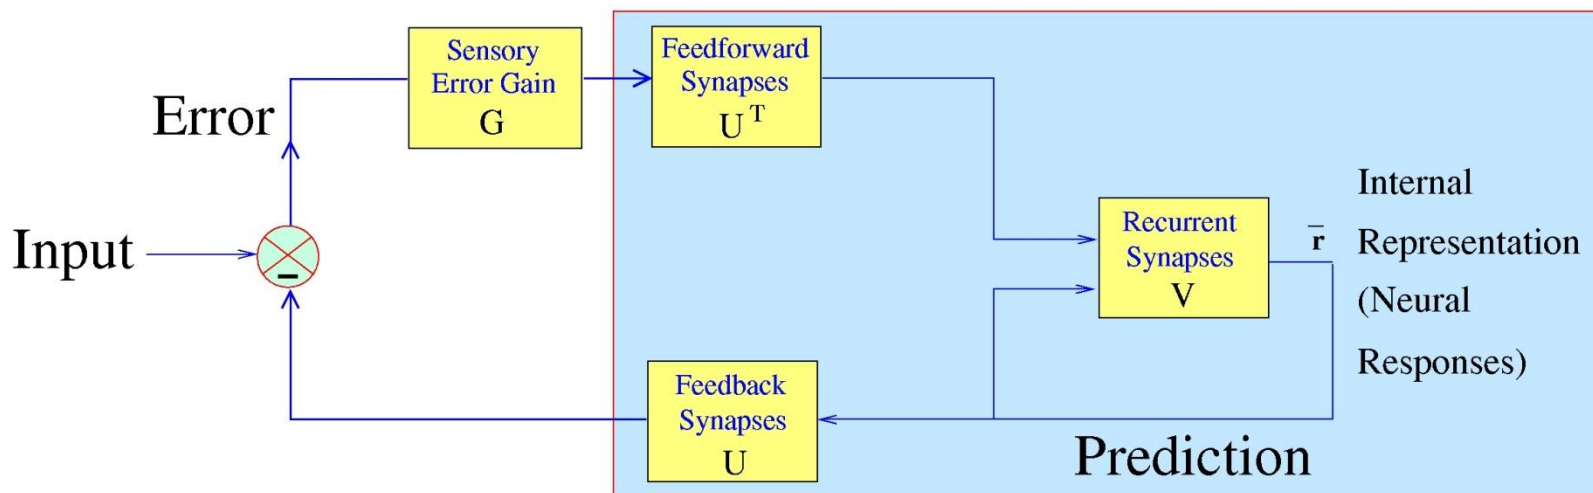 Sensory
Error Gain
G
Feedforward
Synapses
U^T
Error
Input
-
Recurrent
Synapses
V
r̄
Internal
Representation
(Neural
Responses)
Feedback
Synapses
U
Prediction